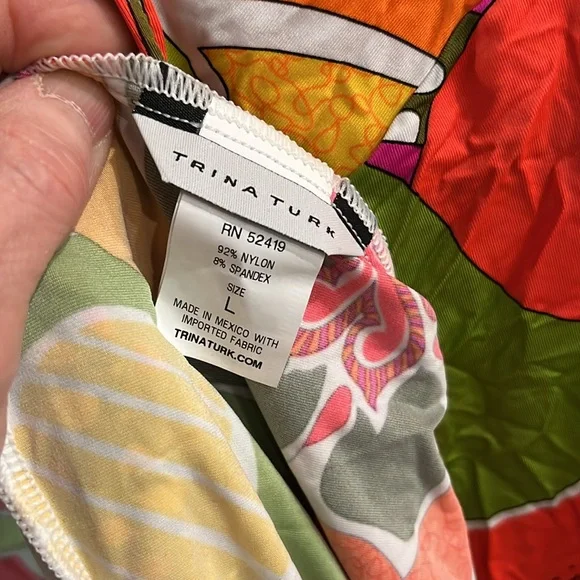 TRINA TURK
RN 52419
92% NYLON
8% SPANDEX
SIZE
L
MADE IN MEXICO WITH
IMPORTED FABRIC
TRINATURK.COM